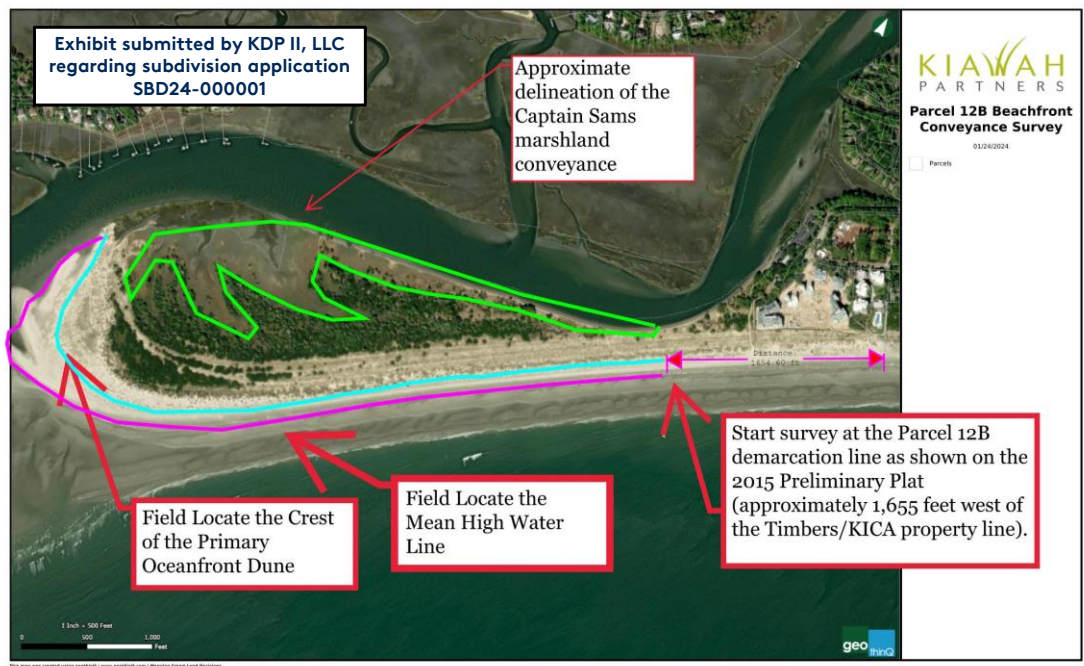 Exhibit submitted by KDP II, LLC
regarding subdivision application
SBD24-000001
Approximate
delineation of the
Captain Sams
marshland
conveyance
KIAWAH
PARTNERS
Parcel 12B Beachfront
Conveyance Survey
01/24/2024
Parcels
Distance:
1654.60 ft
Start survey at the Parcel 12B
demarcation line as shown on the
2015 Preliminary Plat
(approximately 1,655 feet west of
the Timbers/KICA property line).
Field Locate the
Mean High Water
Line
Field Locate the Crest
of the Primary
Oceanfront Dune
1 Inch = 500 Feet
0 500 1,000
Feet
geo thinQ